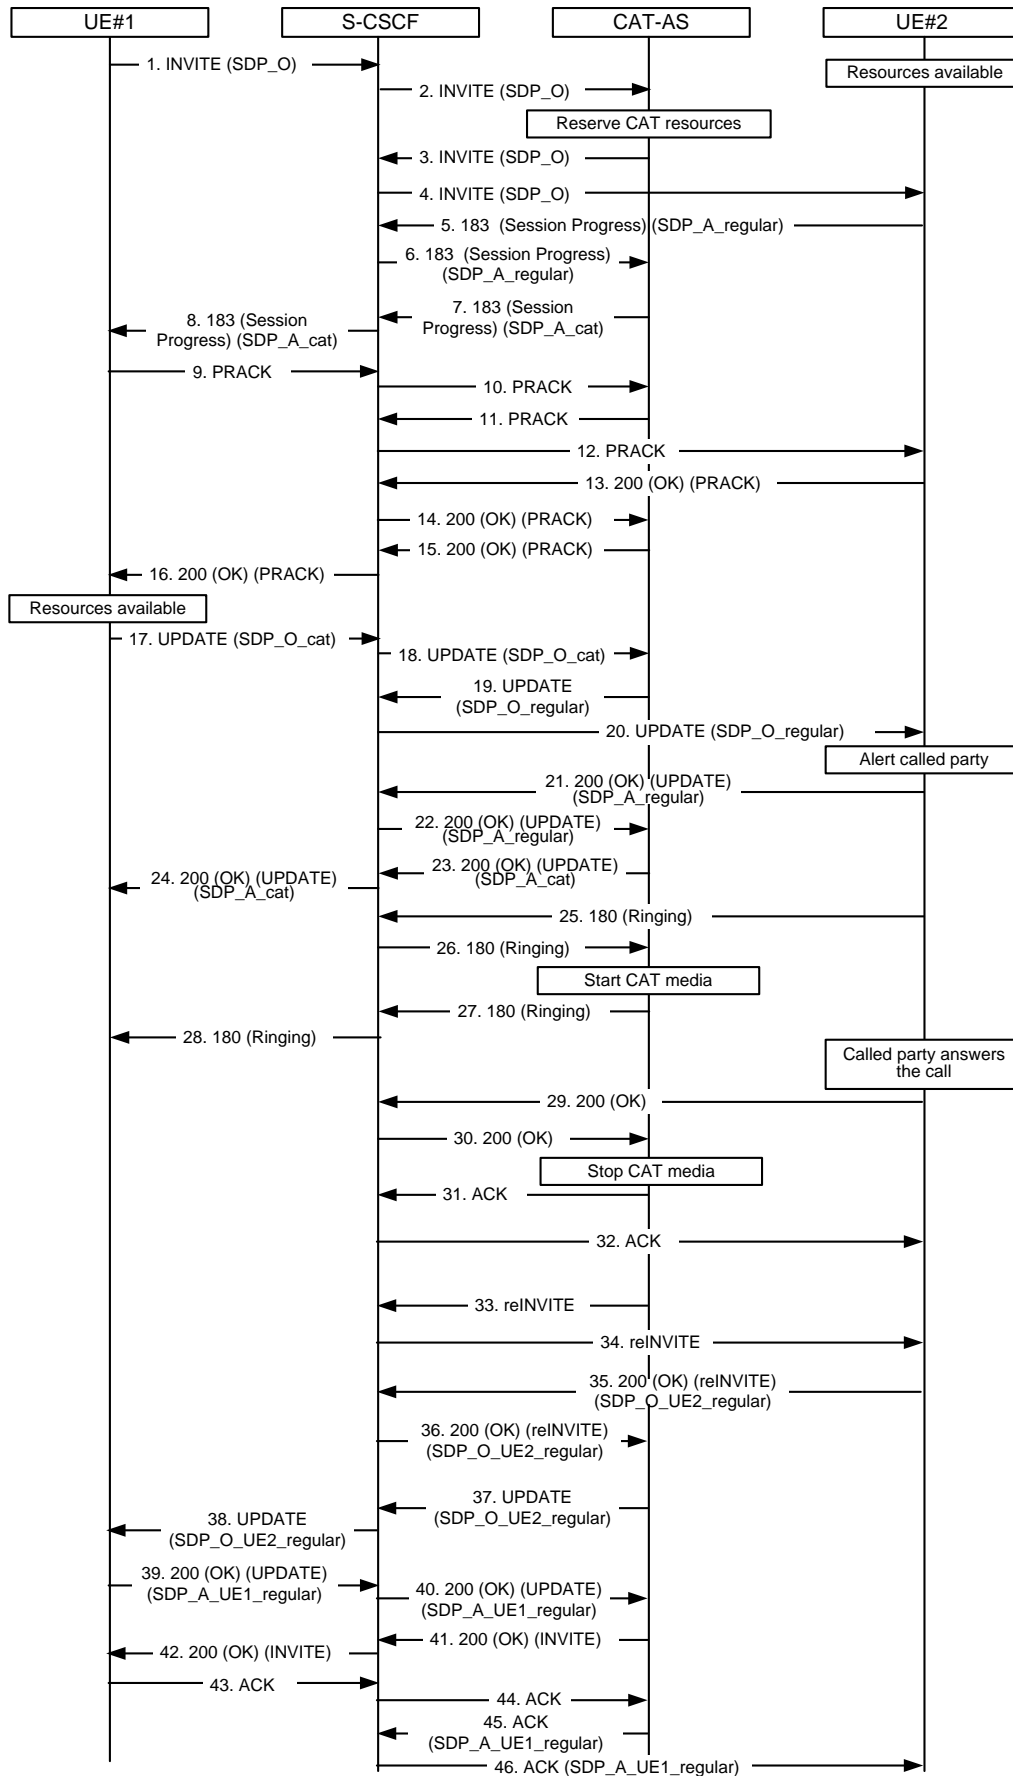 UE#1
S-CSCF
CAT-AS
UE#2
1. INVITE (SDP_O)
Resources available
2. INVITE (SDP_O)
Reserve CAT resources
3. INVITE (SDP_O)
4. INVITE (SDP_O)
5. 183 (Session Progress) (SDP_A_regular)
6. 183 (Session Progress)
(SDP_A_regular)
7. 183 (Session
Progress) (SDP_A_cat)
8. 183 (Session
Progress) (SDP_A_cat)
9. PRACK
10. PRACK
11. PRACK
12. PRACK
13. 200 (OK) (PRACK)
14. 200 (OK) (PRACK)
15. 200 (OK) (PRACK)
16. 200 (OK) (PRACK)
Resources available
17. UPDATE (SDP_O_cat)
18. UPDATE (SDP_O_cat)
19. UPDATE
(SDP_O_regular)
20. UPDATE (SDP_O_regular)
Alert called party
21. 200 (OK) (UPDATE)
(SDP_A_regular)
22. 200 (OK) (UPDATE)
(SDP_A_regular)
23. 200 (OK) (UPDATE)
(SDP_A_cat)
24. 200 (OK) (UPDATE)
(SDP_A_cat)
25. 180 (Ringing)
26. 180 (Ringing)
Start CAT media
27. 180 (Ringing)
28. 180 (Ringing)
Called party answers
the call
29. 200 (OK)
30. 200 (OK)
Stop CAT media
31. ACK
32. ACK
33. reINVITE
34. reINVITE
35. 200 (OK) (reINVITE)
(SDP_O_UE2_regular)
36. 200 (OK) (reINVITE)
(SDP_O_UE2_regular)
37. UPDATE
(SDP_O_UE2_regular)
38. UPDATE
(SDP_O_UE2_regular)
39. 200 (OK) (UPDATE)
(SDP_A_UE1_regular)
40. 200 (OK) (UPDATE)
(SDP_A_UE1_regular)
41. 200 (OK) (INVITE)
42. 200 (OK) (INVITE)
43. ACK
44. ACK
45. ACK
(SDP_A_UE1_regular)
46. ACK (SDP_A_UE1_regular)